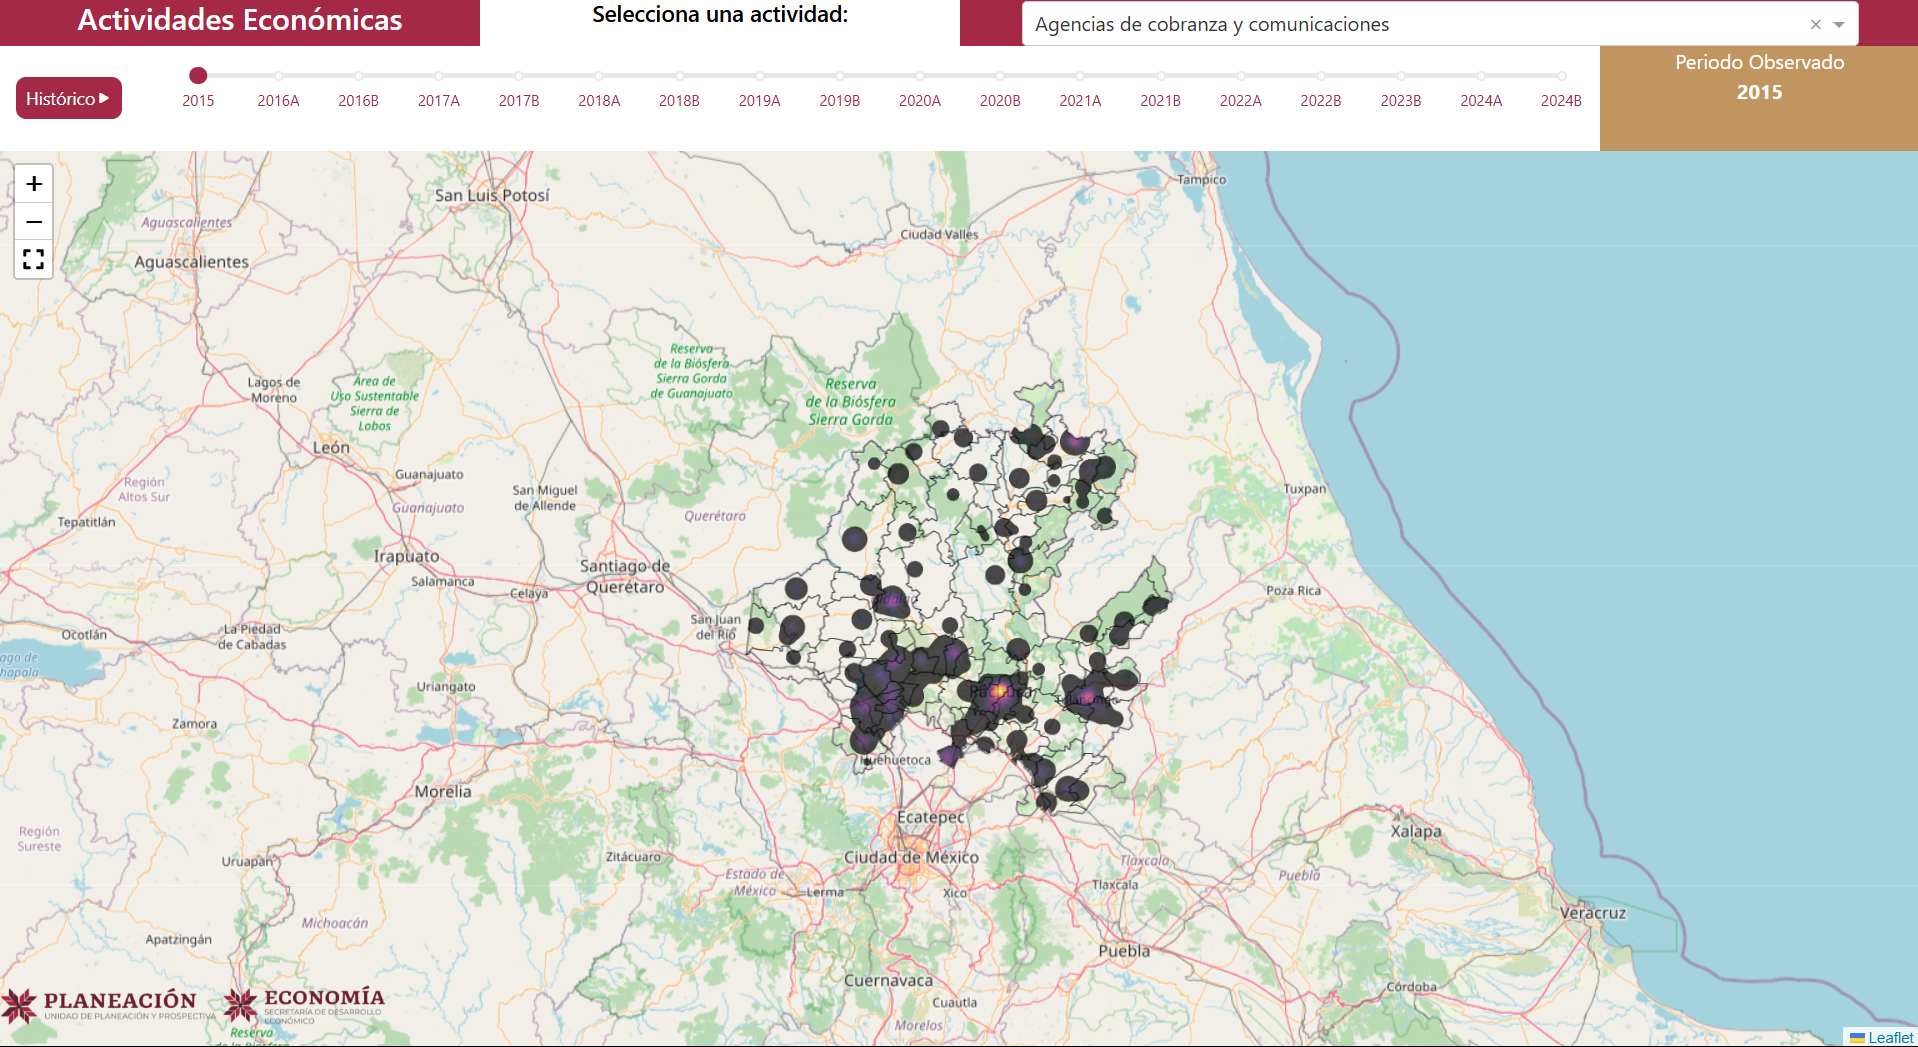 Actividades Económicas
Selecciona una actividad:
Agencias de cobranza y comunicaciones
×
Histórico
2015
2016A
2016B
2017A
2017B
2018A
2018B
2019A
2019B
2020A
2020B
2021A
2021B
2022A
2022B
2023B
2024A
2024B
Periodo Observado
2015
+
−
San Luis Potosí
Tampico
Aguascalientes
Ciudad Valles
Aguascalientes
Reserva
de la Biósfera
Sierra Gorda
de Guanajuato
Lagos de
Moreno
Área de
Uso Sustentable
Sierra de
Lobos
Reserva
de la Biósfera
Sierra Gorda
León
Guanajuato
Región
Altos Sur
San Miguel
de Allende
Tuxpan
Guanajuato
Querétaro
Tepatitlán
Irapuato
Santiago de
Querétaro
Salamanca
Celaya
Poza Rica
San Juan
del Río
Ocotlán
La Piedad
de Cabadas
ago de
hapala
Uriangato
Pachuca
Tulancingo
Zamora
Huehuetoca
Morelia
Ecatepec
Región
Sureste
Xalapa
Uruapan
Zitácuaro
Ciudad de México
Tlaxcala
Estado de
México
Lerma
Xico
Tlaxcala
Puebla
Michoacán
Veracruz
Apatzingán
Puebla
Cuernavaca
Córdoba
Cuautla
Morelos
PLANEACIÓN
UNIDAD DE PLANEACIÓN Y PROSPECTIVA
ECONOMÍA
SECRETARÍA DE DESARROLLO
ECONÓMICO
Reserva
de la Biósfera
Leaflet